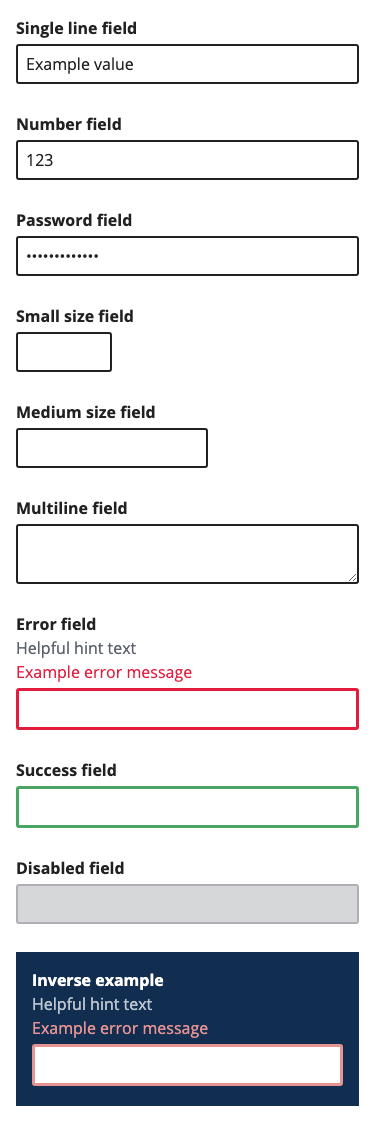 Single line field
Example value
Number field
123
Password field
•••••••••••••
Small size field
Medium size field
Multiline field
Error field
Helpful hint text
Example error message
Success field
Disabled field
Inverse example
Helpful hint text
Example error message